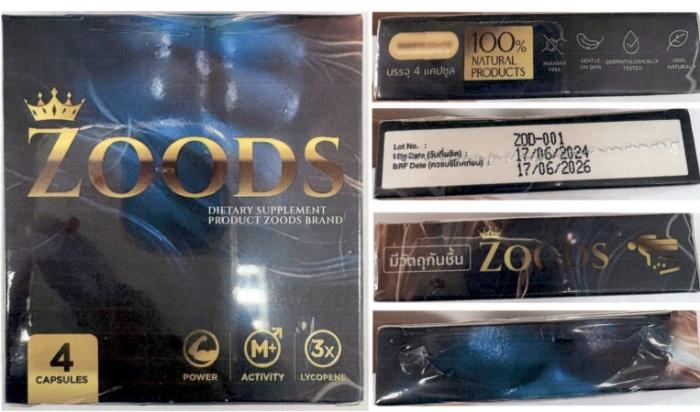 ZOODS
DIETARY SUPPLEMENT
PRODUCT ZOODS BRAND
4
CAPSULES
POWER
M+
ACTIVITY
3x
LYCOPENE
บรรจุ 4 แคปซูล
100%
NATURAL
PRODUCTS
PARABEN
FREE
GENTLE
ON SKIN
DERMATOLOGICALLY
TESTED
100%
NATURAL
Lot No. : ZOD-001
Mfg Date (วันที่ผลิต) : 17/06/2024
BRF Date (ควรบริโภคก่อน) : 17/06/2026
มีวัตถุกันชื้น
ZOODS